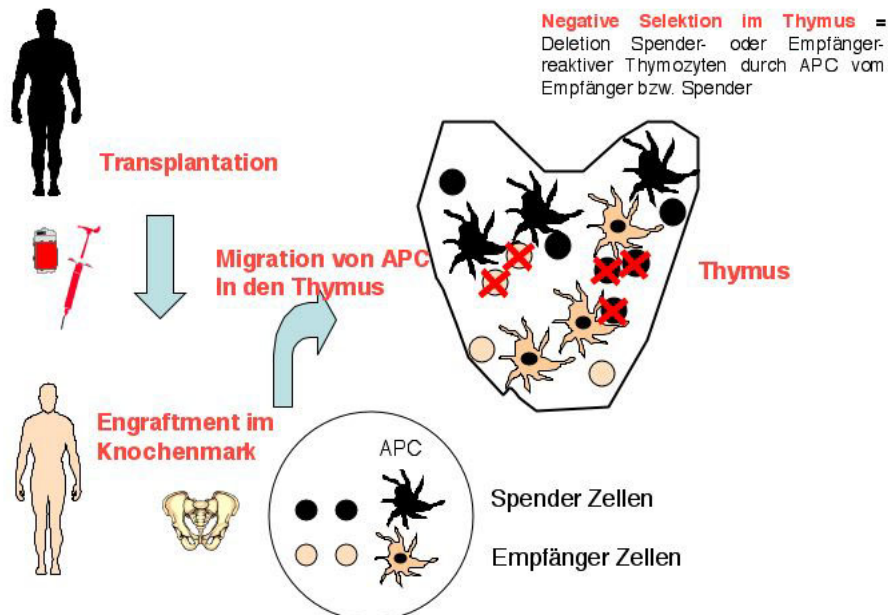 Negative Selektion im Thymus =
Deletion Spender- oder Empfänger-
reaktiver Thymozyten durch APC vom
Empfänger bzw. Spender
Transplantation
Migration von APC
In den Thymus
Thymus
Engraftment im
Knochenmark
APC
Spender Zellen
Empfänger Zellen